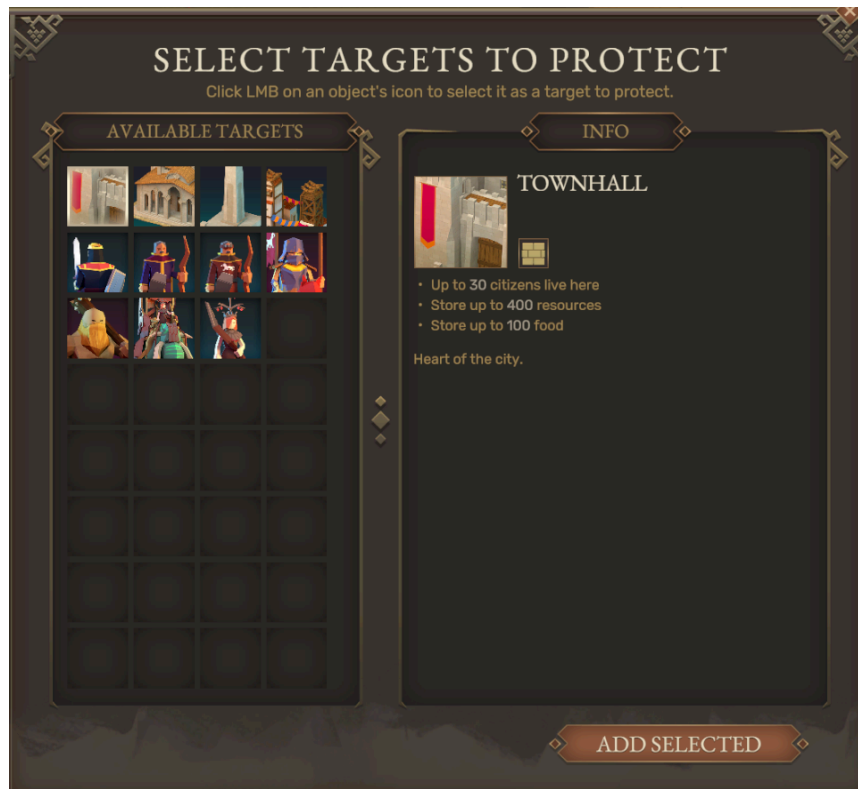 SELECT TARGETS TO PROTECT
Click LMB on an object's icon to select it as a target to protect.
AVAILABLE TARGETS
INFO
TOWNHALL
• Up to 30 citizens live here
• Store up to 400 resources
• Store up to 100 food
Heart of the city.
ADD SELECTED